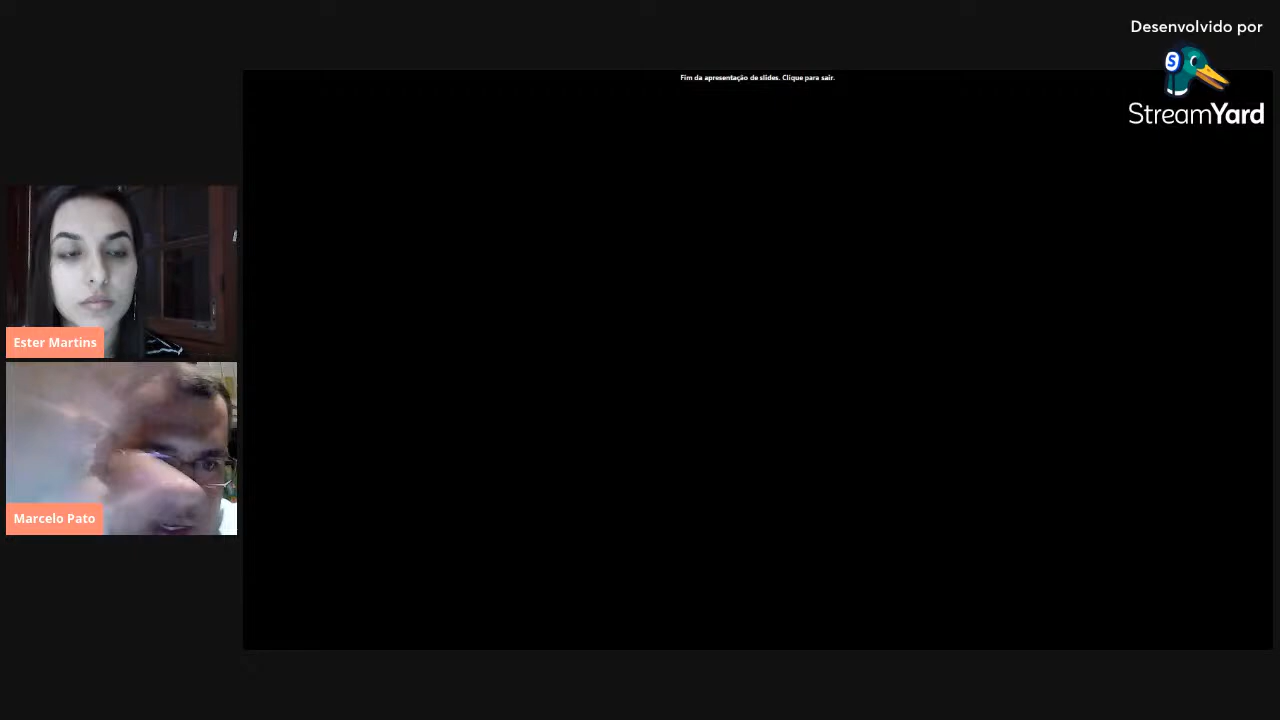 Desenvolvido por
StreamYard
Fim da apresentação de slides. Clique para sair.
Ester Martins
Marcelo Pato